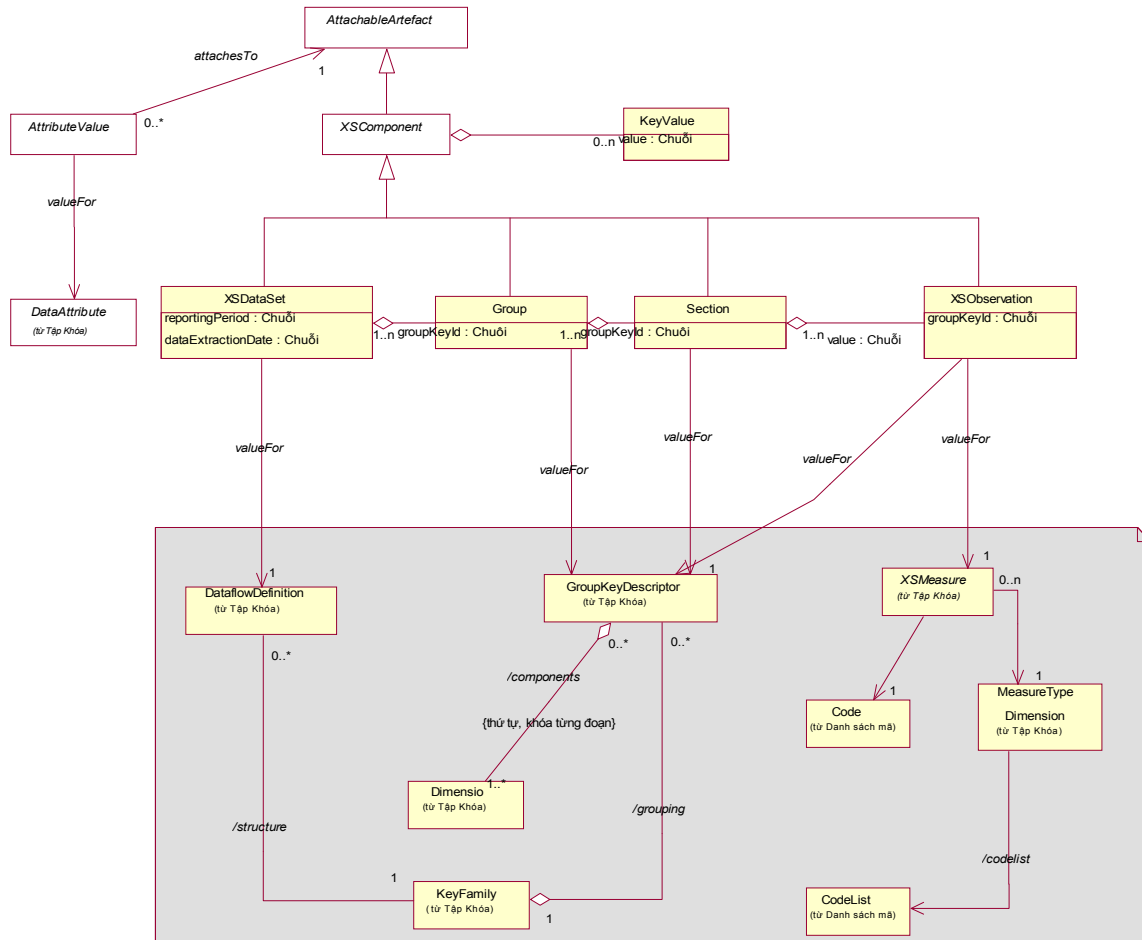 AttachableArtefact
attachesTo
1
0..*
AttributeValue
XSComponent
KeyValue
value : Chuỗi
0..n
valueFor
DataAttribute
(từ Tập Khóa)
XSDataSet
reportingPeriod : Chuỗi
dataExtractionDate : Chuỗi
1..n
Group
groupKeyId : Chuỗi
1..n
Section
groupKeyId : Chuôi
1..n
value : Chuỗi
XSObservation
groupKeyId : Chuỗi
valueFor
valueFor
valueFor
valueFor
valueFor
1
1
1
DataflowDefinition
(từ Tập Khóa)
0..*
GroupKeyDescriptor
(từ Tập Khóa)
0..*
0..*
XSMeasure
(từ Tập Khóa)
0..n
/components
{thứ tự, khóa từng đoạn}
1
Code
(từ Danh sách mã)
1
MeasureType
Dimension
(từ Tập Khóa)
1..*
Dimensio
(từ Tập Khóa)
/grouping
/structure
/codelist
1
KeyFamily
( từ Tập Khóa)
1
CodeList
(từ Danh sách mã)